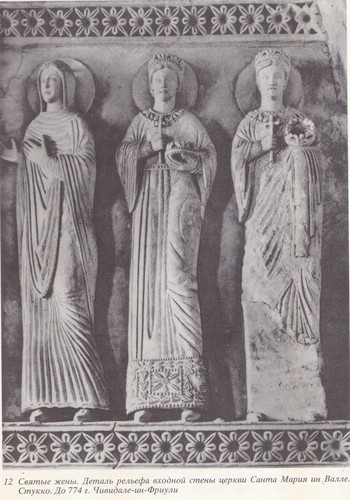 12 Святые жены. Деталь рельефа входной стены церкви Санта Мария ин Валле.
Стукко. До 774 г. Чивидале-ин-Фриули